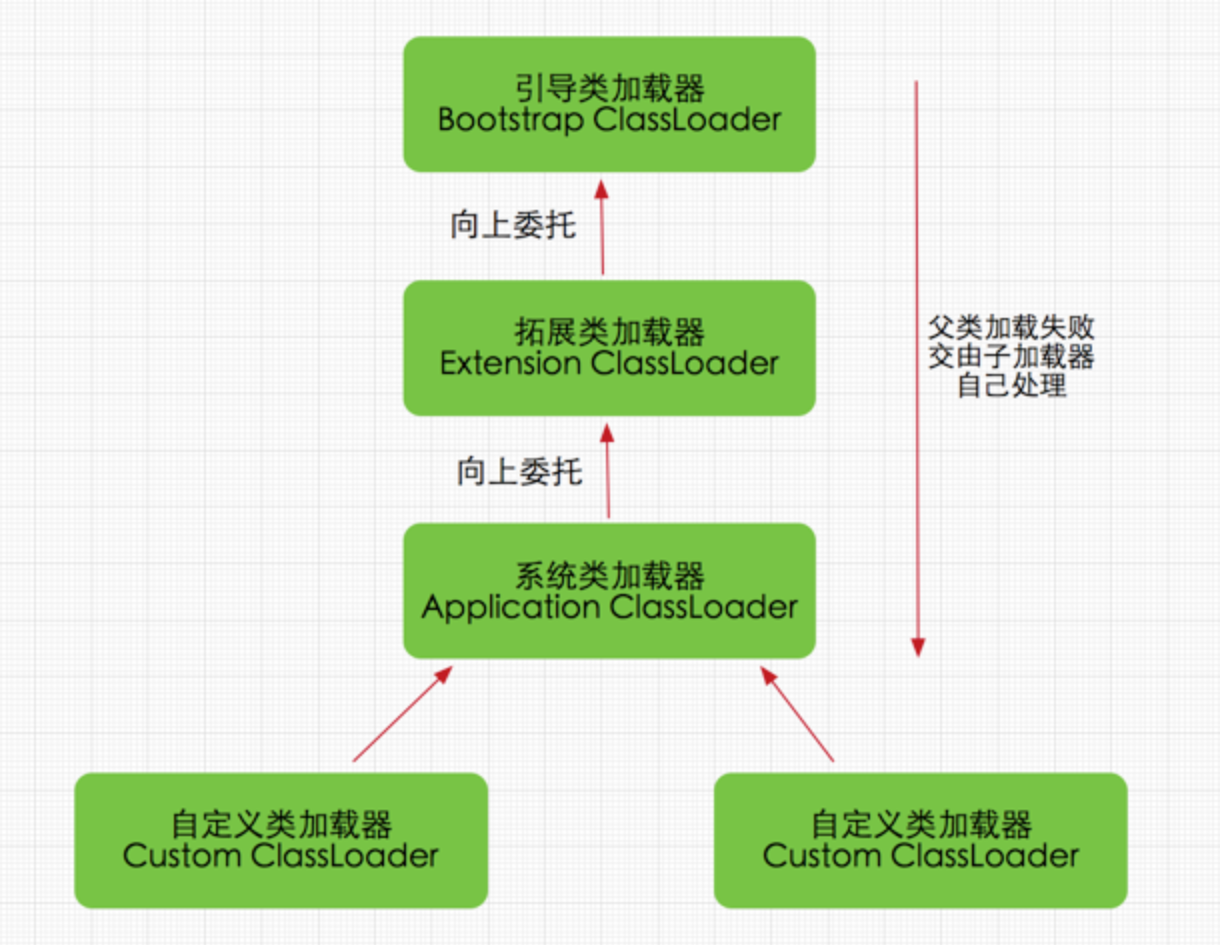 引导类加载器
Bootstrap ClassLoader
向上委托
拓展类加载器
Extension ClassLoader
父类加载失败
交由子加载器
自己处理
向上委托
系统类加载器
Application ClassLoader
自定义类加载器
Custom ClassLoader
自定义类加载器
Custom ClassLoader